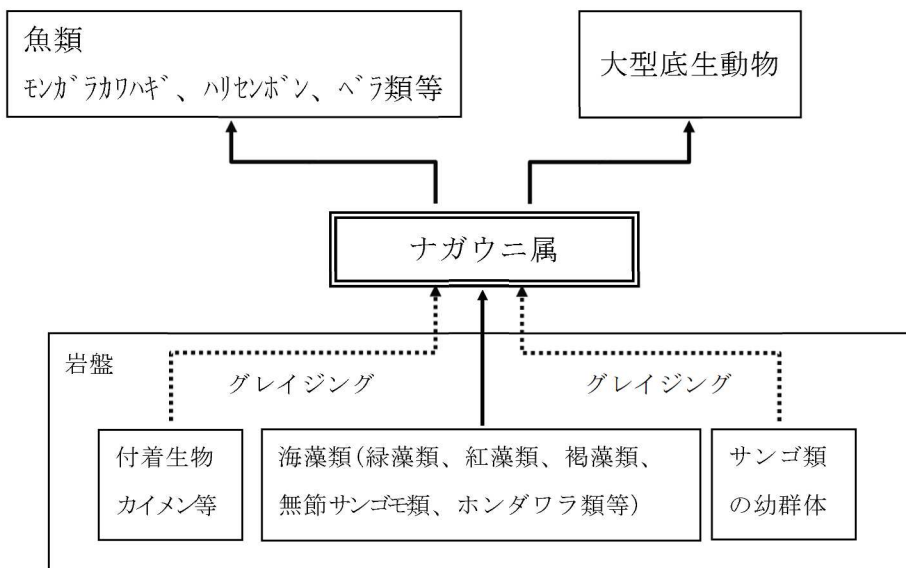 魚類
ﾓﾝｶﾞﾗｶﾜﾊｷﾞ、ﾊﾘｾﾝﾎﾞﾝ、ﾍﾞﾗ類等
大型底生動物
ナガウニ属
岩盤
グレイジング
グレイジング
付着生物
カイメン等
海藻類(緑藻類、紅藻類、褐藻類、
無節サンゴモ類、ホンダワラ類等)
サンゴ類
の幼群体